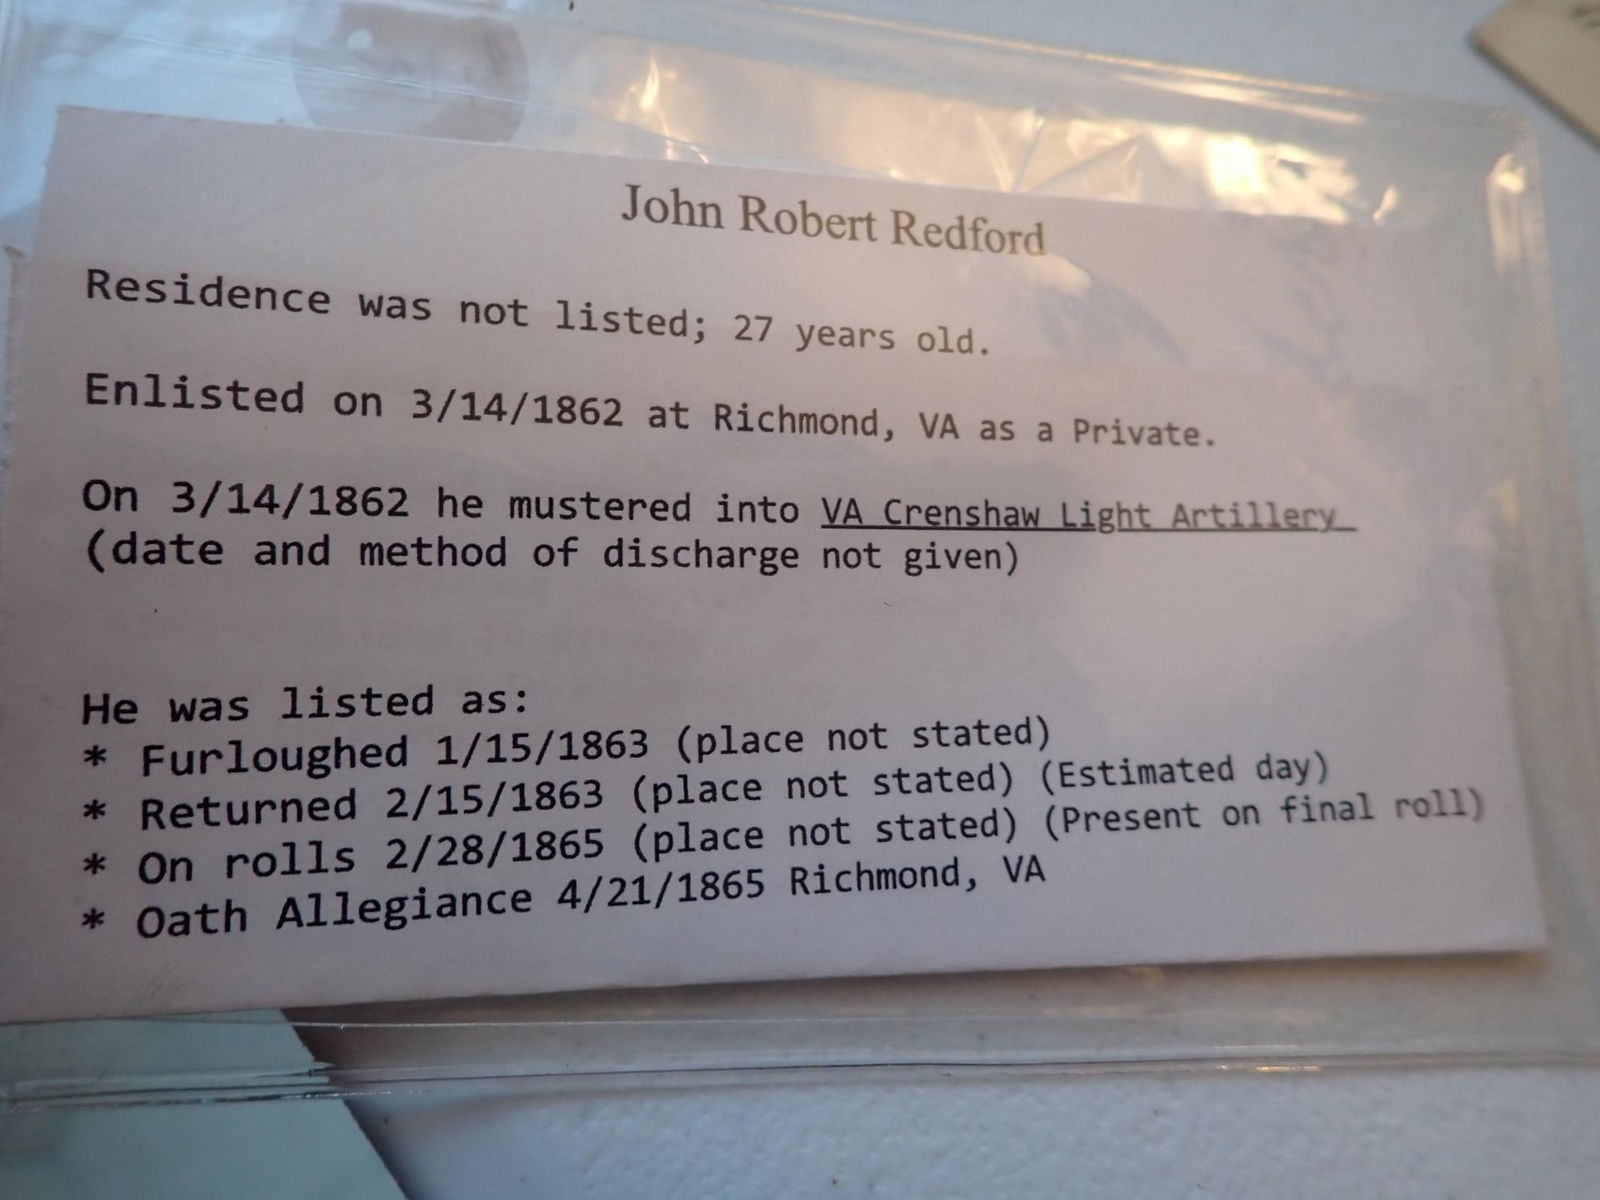 John Robert Redford
Residence was not listed; 27 years old.
Enlisted on 3/14/1862 at Richmond, VA as a Private.
On 3/14/1862 he mustered into VA Crenshaw Light Artillery
(date and method of discharge not given)
He was listed as:
* Furloughed 1/15/1863 (place not stated)
* Returned 2/15/1863 (place not stated) (Estimated day)
* On rolls 2/28/1865 (place not stated) (Present on final roll)
* Oath Allegiance 4/21/1865 Richmond, VA